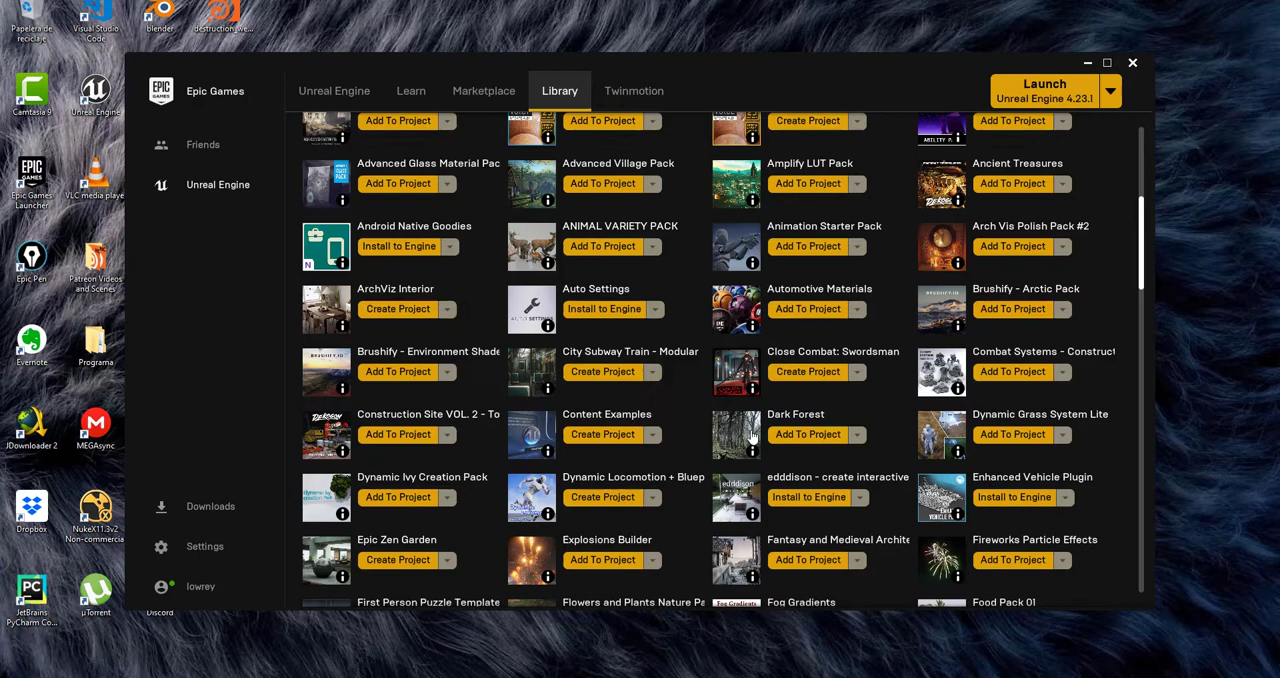 Papelera de
reciclaje
Visual Studio
Code
blender
destruction_we...
Camtasia 9
Unreal Engine
EPIC
GAMES
Epic Games
Launcher
VLC media player
Epic Pen
Patreon Videos
and Scenes
Evernote
Programa
JDownloader 2
MEGAsync
Dropbox
NukeX11.3v2
Non-commercia...
PC
JetBrains
PyCharm Co...
µTorrent
Discord
EPIC
GAMES
Epic Games
Friends
Unreal Engine
Downloads
Settings
lowrey
Unreal Engine
Learn
Marketplace
Library
Twinmotion
Launch
Unreal Engine 4.23.1
Add To Project
Add To Project
Create Project
Add To Project
Advanced Glass Material Pac
Advanced Village Pack
Amplify LUT Pack
Ancient Treasures
Add To Project
Add To Project
Add To Project
Add To Project
Android Native Goodies
ANIMAL VARIETY PACK
Animation Starter Pack
Arch Vis Polish Pack #2
Install to Engine
Add To Project
Add To Project
Add To Project
ArchViz Interior
Auto Settings
Automotive Materials
Brushify - Arctic Pack
Create Project
Install to Engine
Add To Project
Add To Project
Brushify - Environment Shade
City Subway Train - Modular
Close Combat: Swordsman
Combat Systems - Construct
Add To Project
Create Project
Create Project
Add To Project
Construction Site VOL. 2 - To
Content Examples
Dark Forest
Dynamic Grass System Lite
Add To Project
Create Project
Add To Project
Add To Project
Dynamic Ivy Creation Pack
Dynamic Locomotion + Bluep
edddison - create interactive
Enhanced Vehicle Plugin
Add To Project
Create Project
Install to Engine
Install to Engine
Epic Zen Garden
Explosions Builder
Fantasy and Medieval Archite
Fireworks Particle Effects
Create Project
Add To Project
Add To Project
Add To Project
First Person Puzzle Template
Flowers and Plants Nature Pa
Fog Gradients
Fog Gradients
Food Pack 01